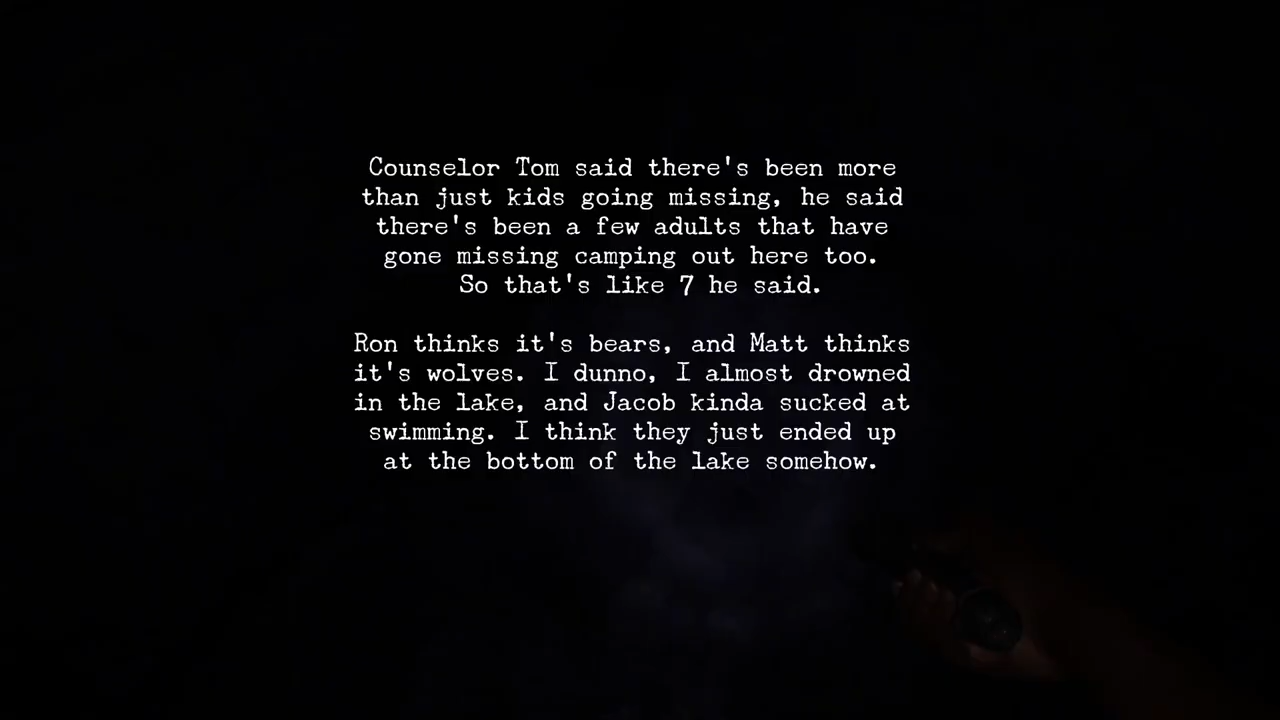 Counselor Tom said there's been more
than just kids going missing, he said
there's been a few adults that have
gone missing camping out here too.
So that's like 7 he said.
Ron thinks it's bears, and Matt thinks
it's wolves. I dunno, I almost drowned
in the lake, and Jacob kinda sucked at
swimming. I think they just ended up
at the bottom of the lake somehow.